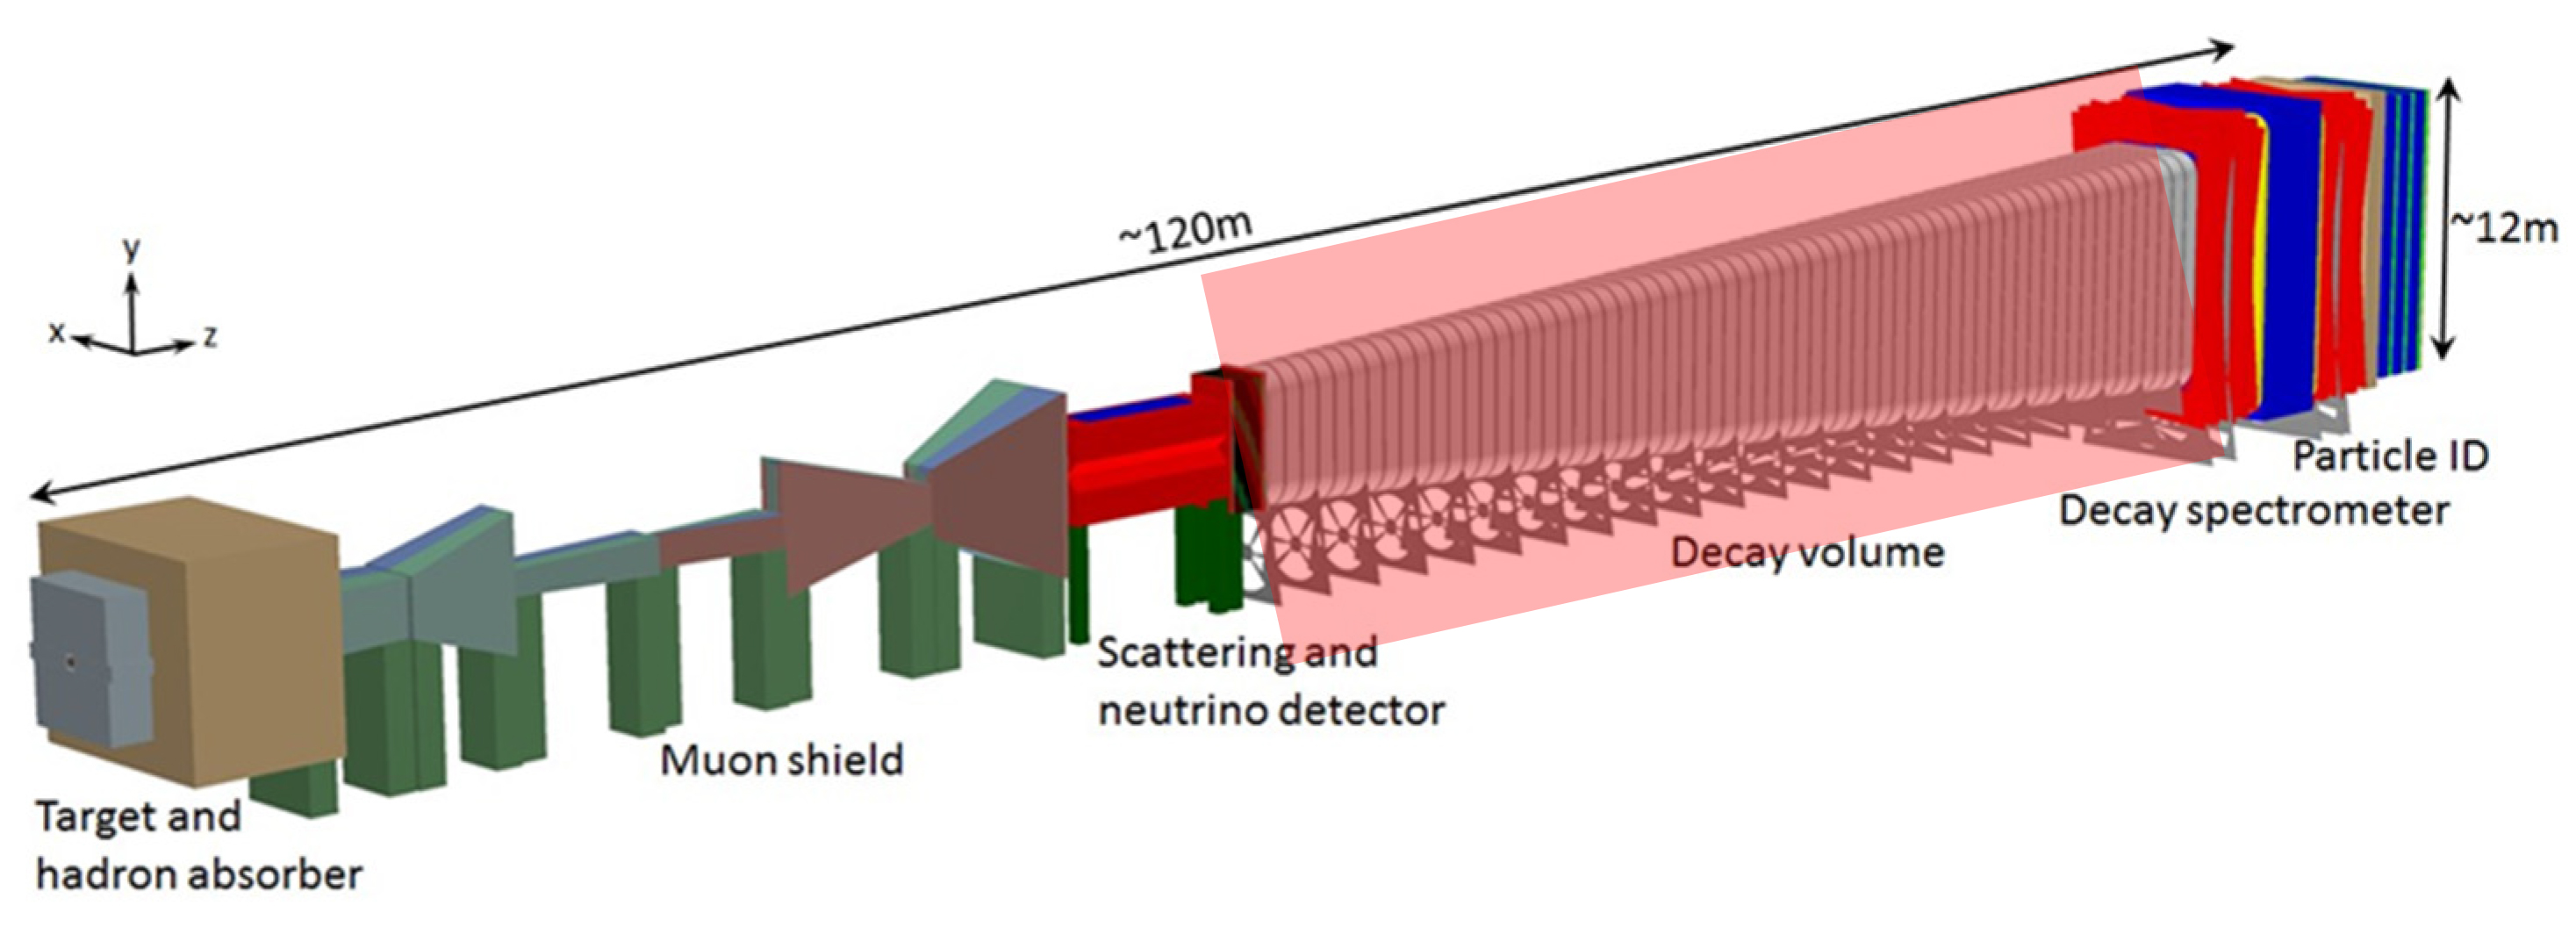 ~120m
~12m
y
x
z
Particle ID
Decay spectrometer
Decay volume
Scattering and
neutrino detector
Muon shield
Target and
hadron absorber